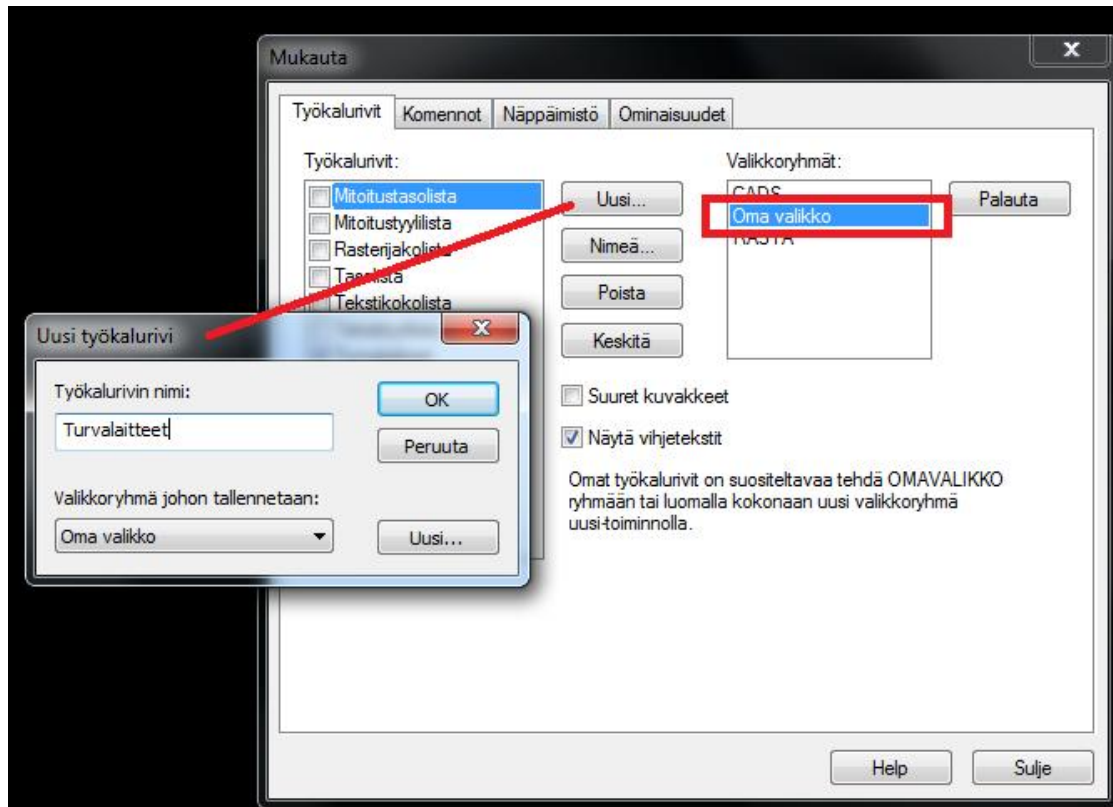 Mukauta
X
Työkalurivit Komennot Näppäimistö Ominaisuudet
Työkalurivit:
Mitoitustasolista
Mitoitustyylilista
Rasterijakolista
Tasolista
Tekstikokolista
Uusi...
Nimeä...
Poista
Keskitä
Valikkoryhmät:
CADS
Oma valikko
RASTA
Palauta
Suuret kuvakkeet
Näytä vihjetekstit
Omat työkalurivit on suositeltavaa tehdä OMAVALIKKO
ryhmään tai luomalla kokonaan uusi valikkoryhmä
uusi-toiminnolla.
Uusi työkalurivi
X
Työkalurivin nimi:
Turvalaitteet
OK
Peruuta
Valikkoryhmä johon tallennetaan:
Oma valikko
Uusi...
Help
Sulje